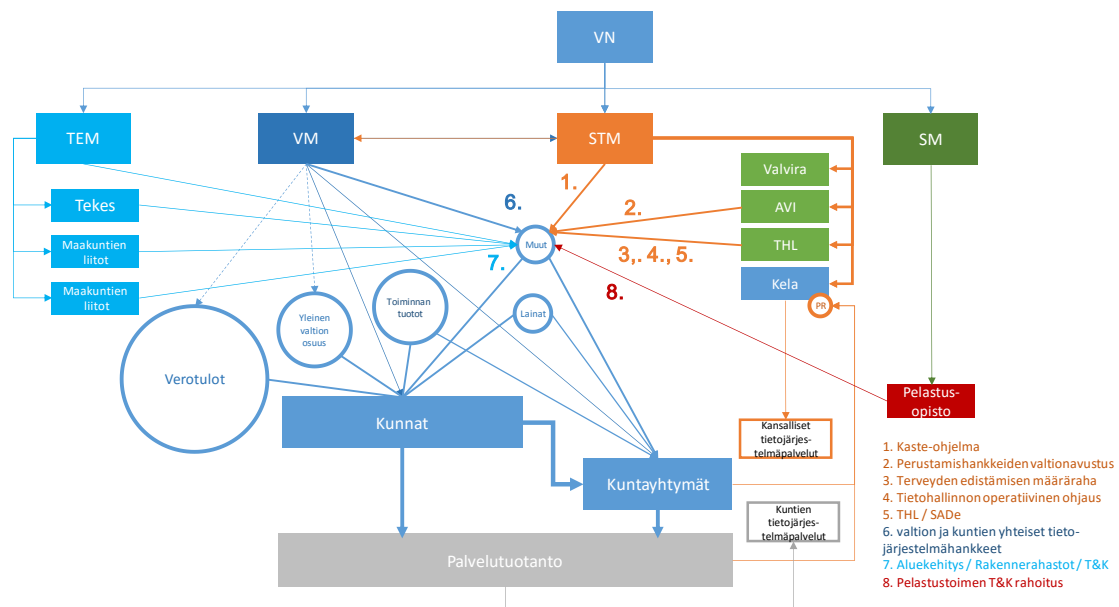 VN
TEM
VM
STM
SM
Valvira
AVI
THL
Kela
PR
Tekes
Maakuntien
liitot
Maakuntien
liitot
1.
2.
3,. 4., 5.
6.
7.
8.
Muut
Verotulot
Yleinen
valtion
osuus
Toiminnan
tuotot
Lainat
Kunnat
Kuntayhtymät
Palvelutuotanto
Pelastus-
opisto
Kansalliset
tietojärjes-
telmäpalvelut
Kuntien
tietojärjes-
telmäpalvelut
1. Kaste-ohjelma
2. Perustamishankkeiden valtionavustus
3. Terveyden edistämisen määräraha
4. Tietohallinnon operatiivinen ohjaus
5. THL / SADe
6. valtion ja kuntien yhteiset tieto-
järjestelmähankkeet
7. Aluekehitys / Rakennerahastot / T&K
8. Pelastustoimen T&K rahoitus